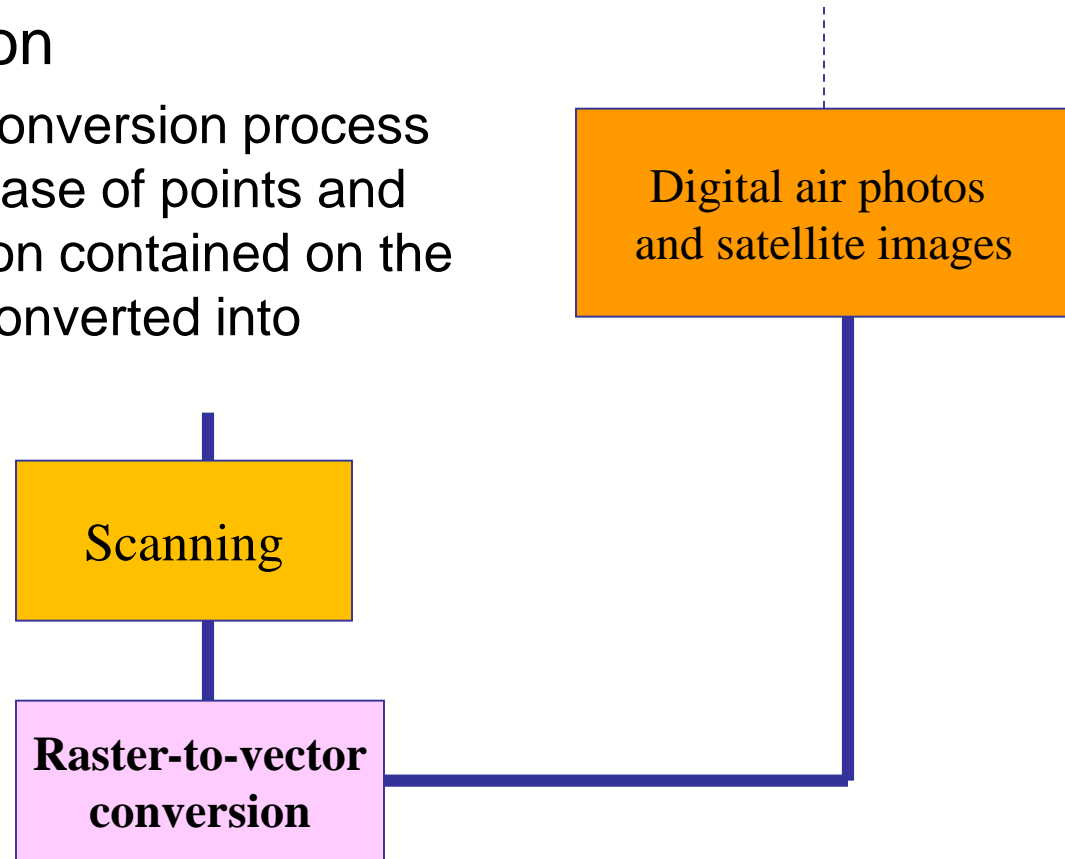 on
onversion process
ase of points and
on contained on the
onverted into
Digital air photos
and satellite images
Scanning
Raster-to-vector
conversion